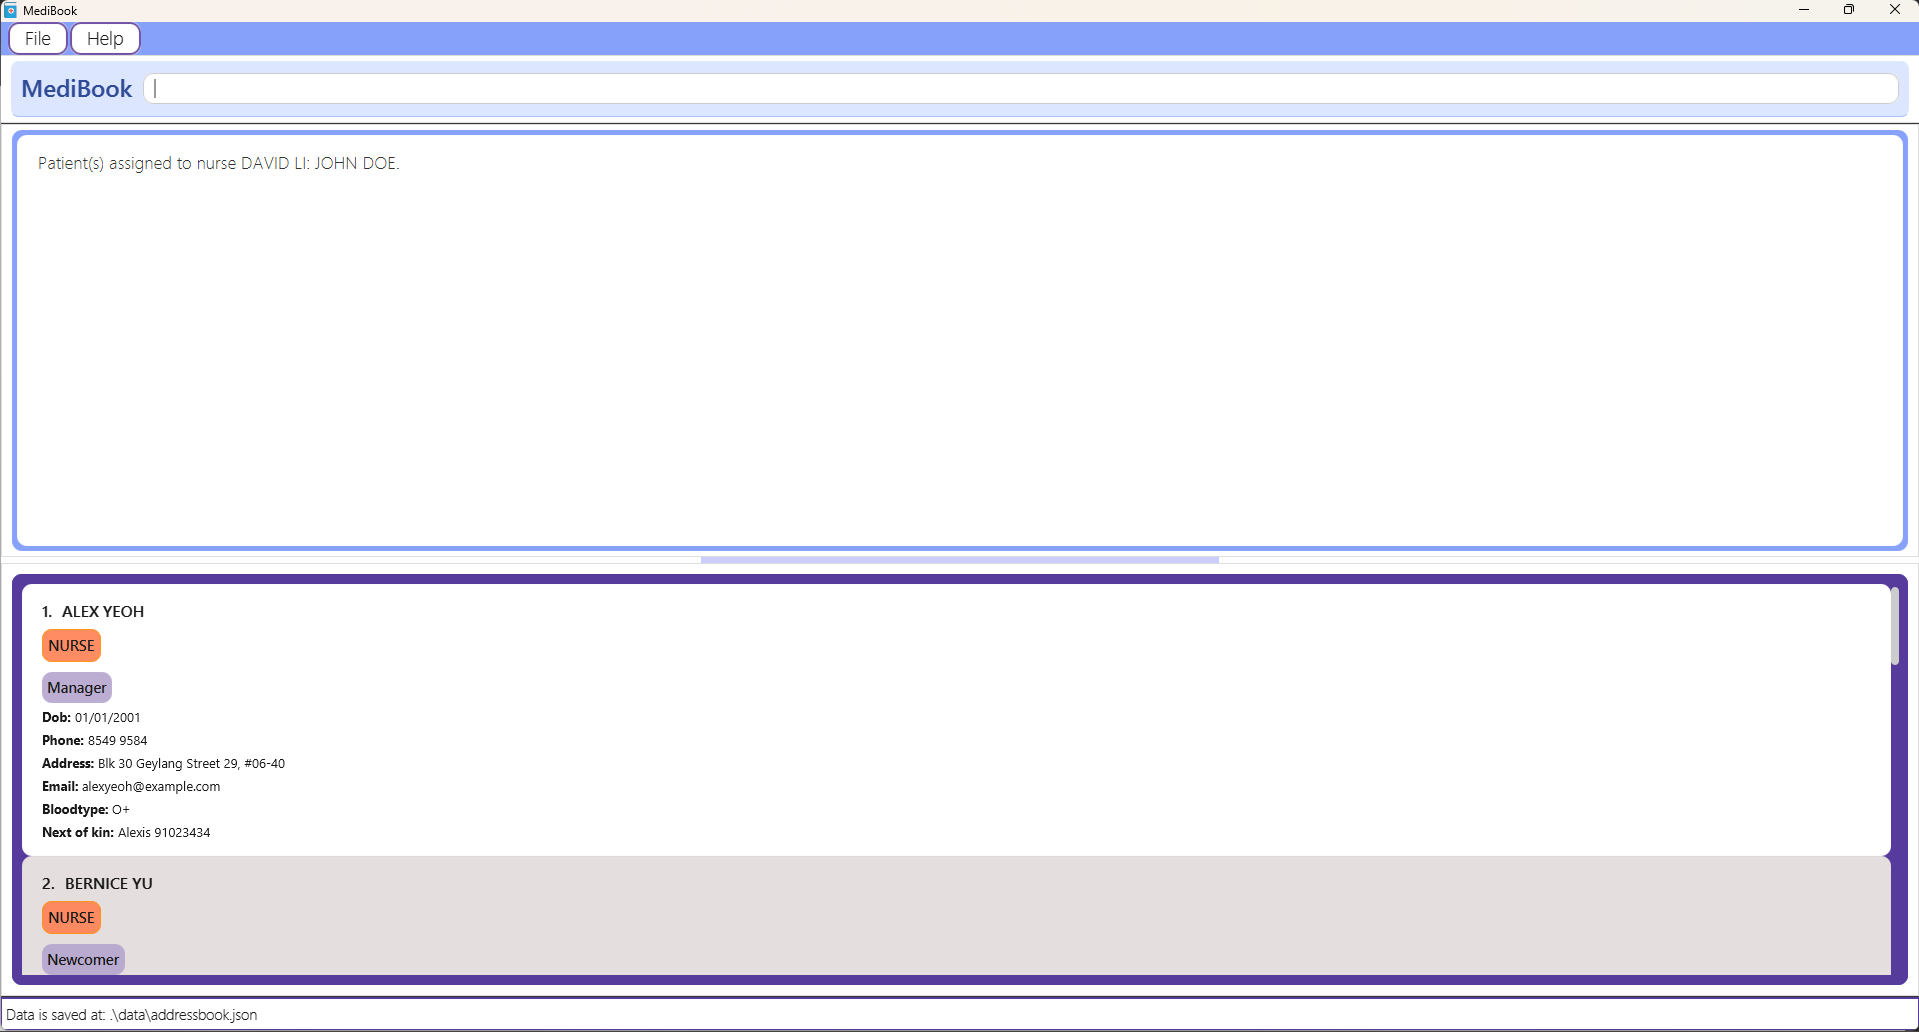 MediBook
File Help
MediBook
Patient(s) assigned to nurse DAVID LI: JOHN DOE.
1. ALEX YEOH
NURSE
Manager
Dob: 01/01/2001
Phone: 8549 9584
Address: Blk 30 Geylang Street 29, #06-40
Email: alexyeoh@example.com
Bloodtype: O+
Next of kin: Alexis 91023434
2. BERNICE YU
NURSE
Newcomer
Data is saved at: .\data\addressbook.json